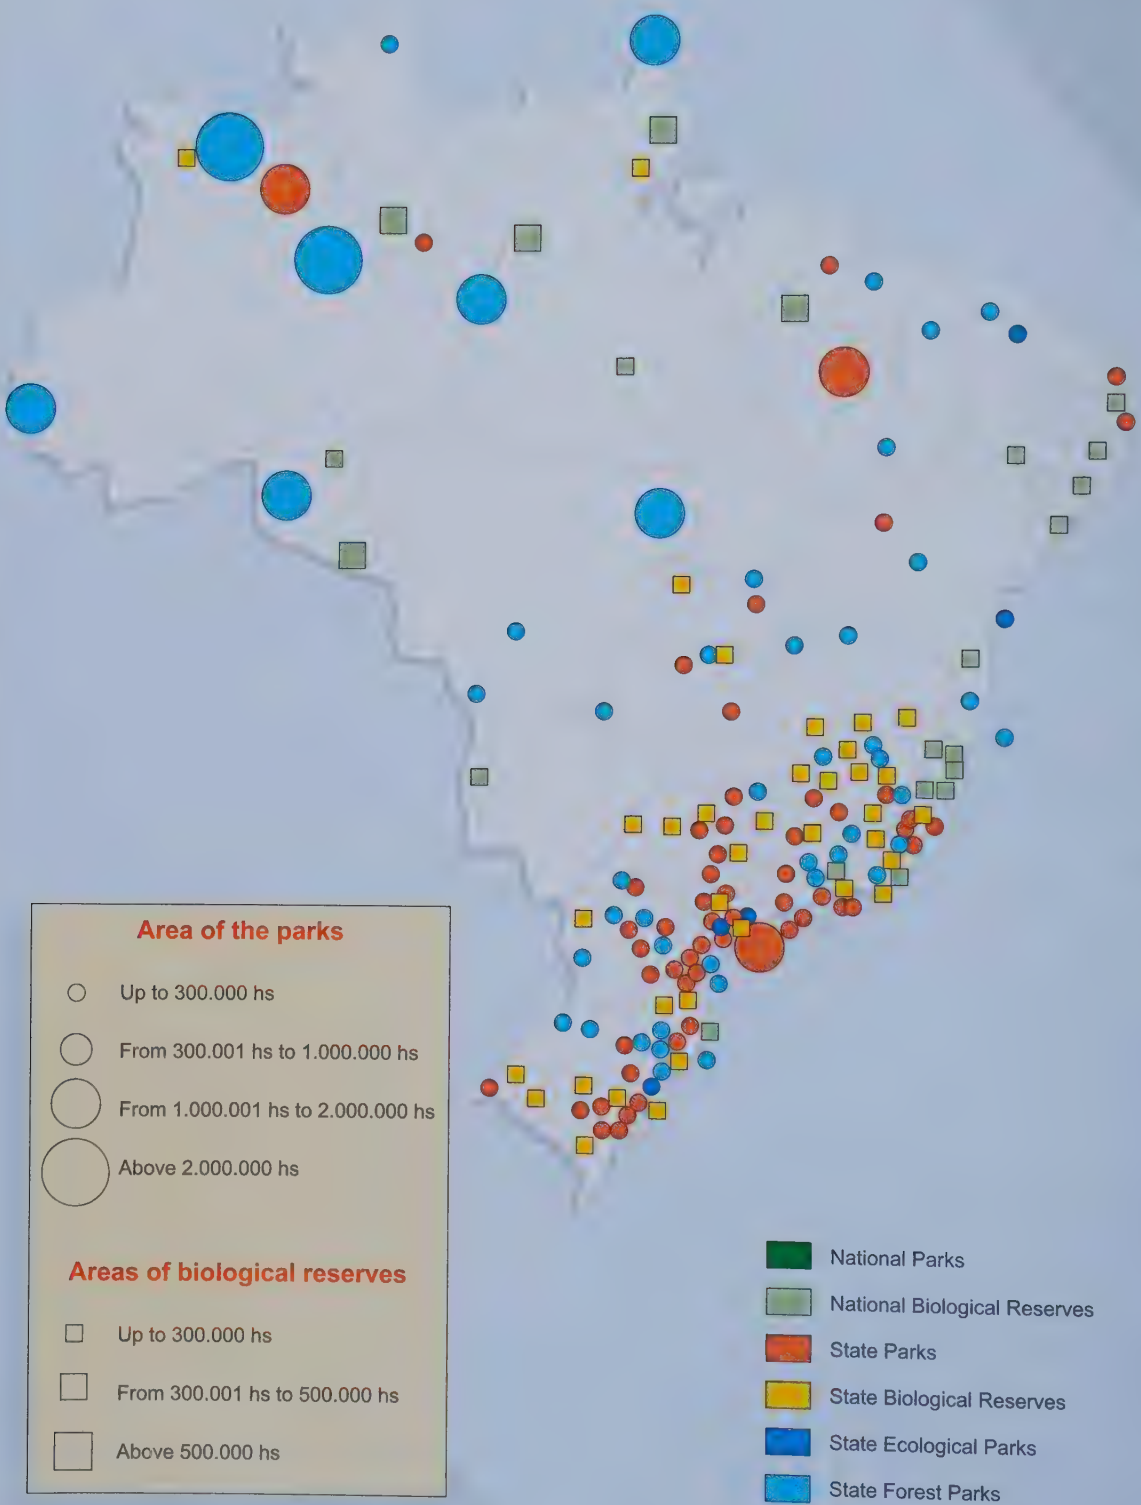 Area of the parks
Up to 300.000 hs
From 300.001 hs to 1.000.000 hs
From 1.000.001 hs to 2.000.000 hs
Above 2.000.000 hs
Areas of biological reserves
Up to 300.000 hs
From 300.001 hs to 500.000 hs
Above 500.000 hs
National Parks
National Biological Reserves
State Parks
State Biological Reserves
State Ecological Parks
State Forest Parks